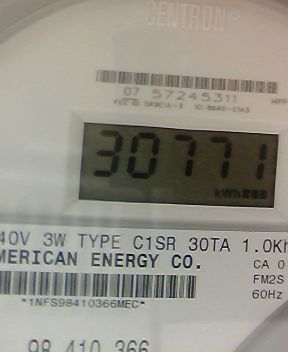 CENTRON®
07 57245311
30771
kWh
40V 3W TYPE C1SR 30TA 1.0Kh
MERICAN ENERGY CO.
CA 0
FM2S
60Hz
*1NFS98410366MEC*
98 410 366